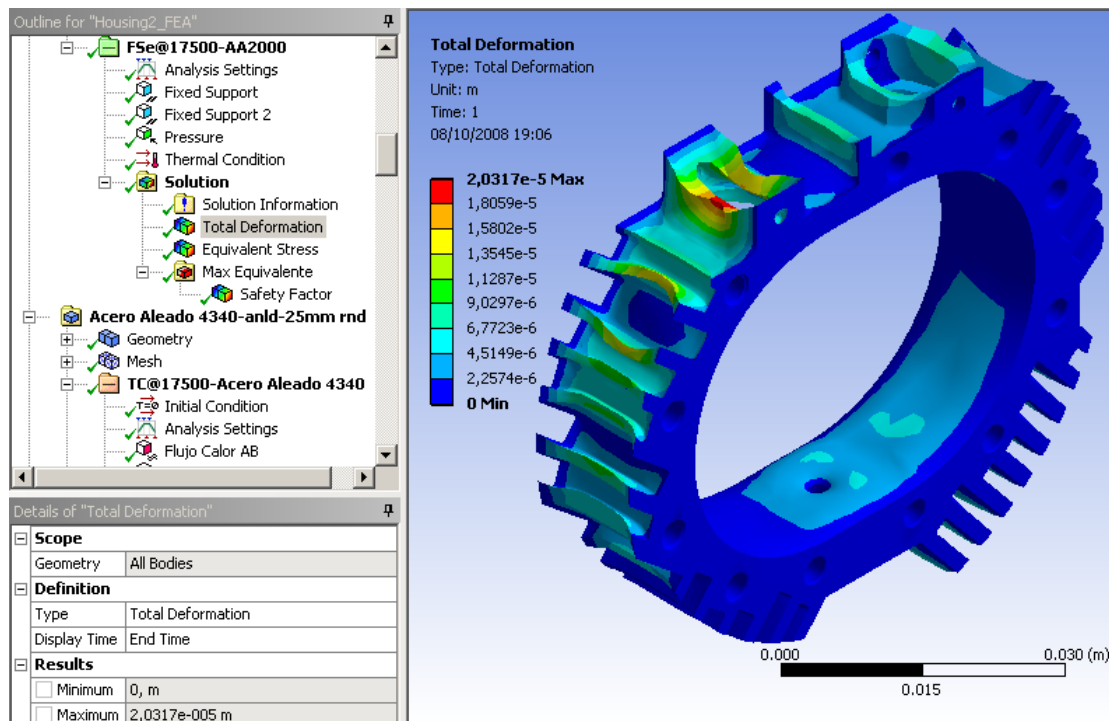 Outline for "Housing2_FEA"
FSe@17500-AA2000
Analysis Settings
Fixed Support
Fixed Support 2
Pressure
Thermal Condition
Solution
Solution Information
Total Deformation
Equivalent Stress
Max Equivalente
Safety Factor
Acero Aleado 4340-anld-25mm rnd
Geometry
Mesh
TC@17500-Acero Aleado 4340
T=0 Initial Condition
Analysis Settings
Flujo Calor AB
Details of "Total Deformation"
Scope
Geometry All Bodies
Definition
Type Total Deformation
Display Time End Time
Results
Minimum 0, m
Maximum 2,0317e-005 m
Total Deformation
Type: Total Deformation
Unit: m
Time: 1
08/10/2008 19:06
2,0317e-5 Max
1,8059e-5
1,5802e-5
1,3545e-5
1,1287e-5
9,0297e-6
6,7723e-6
4,5149e-6
2,2574e-6
0 Min
0.000 0.030 (m)
0.015